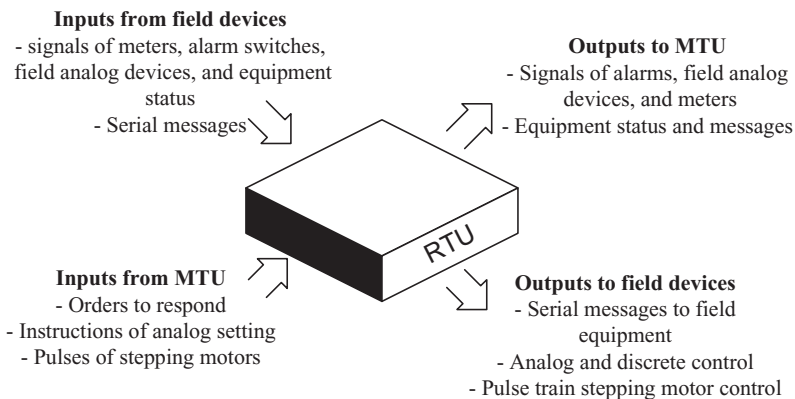 Inputs from field devices
- signals of meters, alarm switches,
field analog devices, and equipment
status
- Serial messages
Outputs to MTU
- Signals of alarms, field analog
devices, and meters
- Equipment status and messages
RTU
Inputs from MTU
- Orders to respond
- Instructions of analog setting
- Pulses of stepping motors
Outputs to field devices
- Serial messages to field
equipment
- Analog and discrete control
- Pulse train stepping motor control